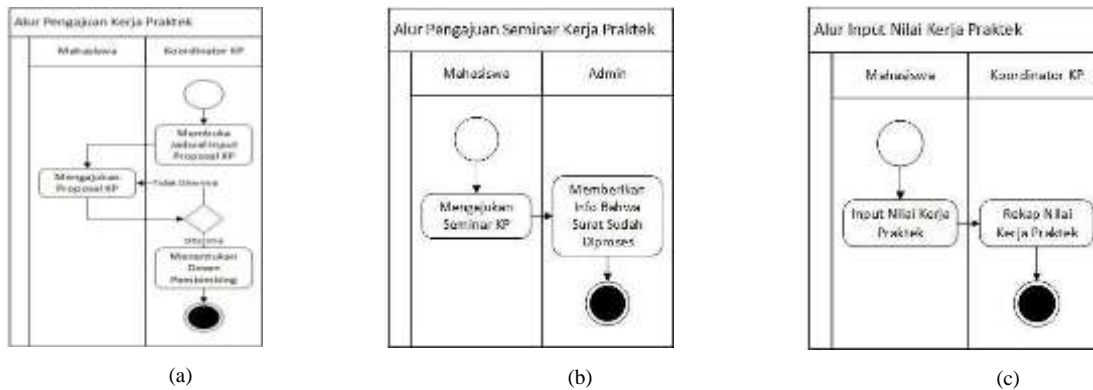 Alur Pengajuan Kerja Praktek
Mahasiswa
Koordinator KP
Membuka
Jadwal Input
Proposal KP
Mengajukan
Proposal KP
Tidak Diterima
Diterima
Menentukan
Dosen
Pembimbing
(a)
Alur Pengajuan Seminar Kerja Praktek
Mahasiswa
Admin
Mengajukan
Seminar KP
Memberikan
Info Bahwa
Surat Sudah
Diproses
(b)
Alur Input Nilai Kerja Praktek
Mahasiswa
Koordinator KP
Input Nilai Kerja
Praktek
Rekap Nilai
Kerja Praktek
(c)